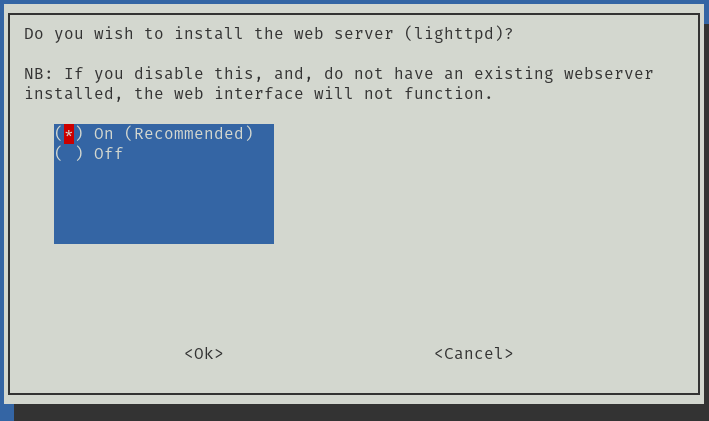 Do you wish to install the web server (lighttpd)?
NB: If you disable this, and, do not have an existing webserver
installed, the web interface will not function.
(*) On (Recommended)
( ) Off
<Ok> <Cancel>